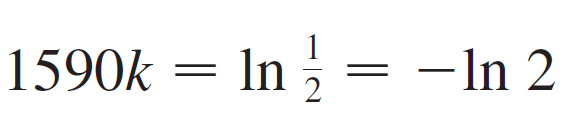 1590k = ln 1/2 = −ln 2